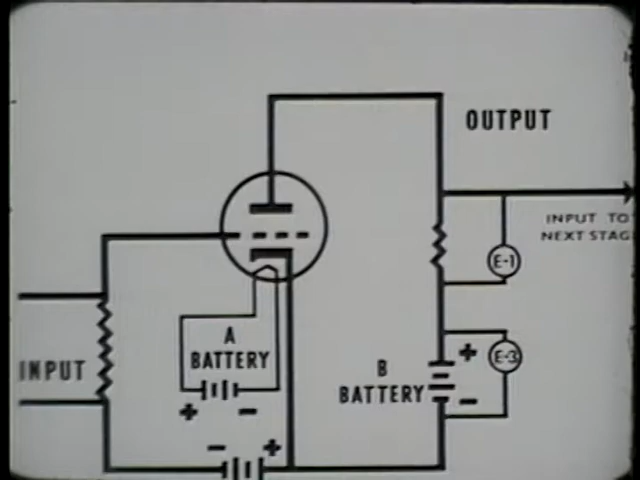 OUTPUT
INPUT TO
NEXT STAG
E-1
A
BATTERY
INPUT
B
BATTERY
E-3
+
-
+ -
- +